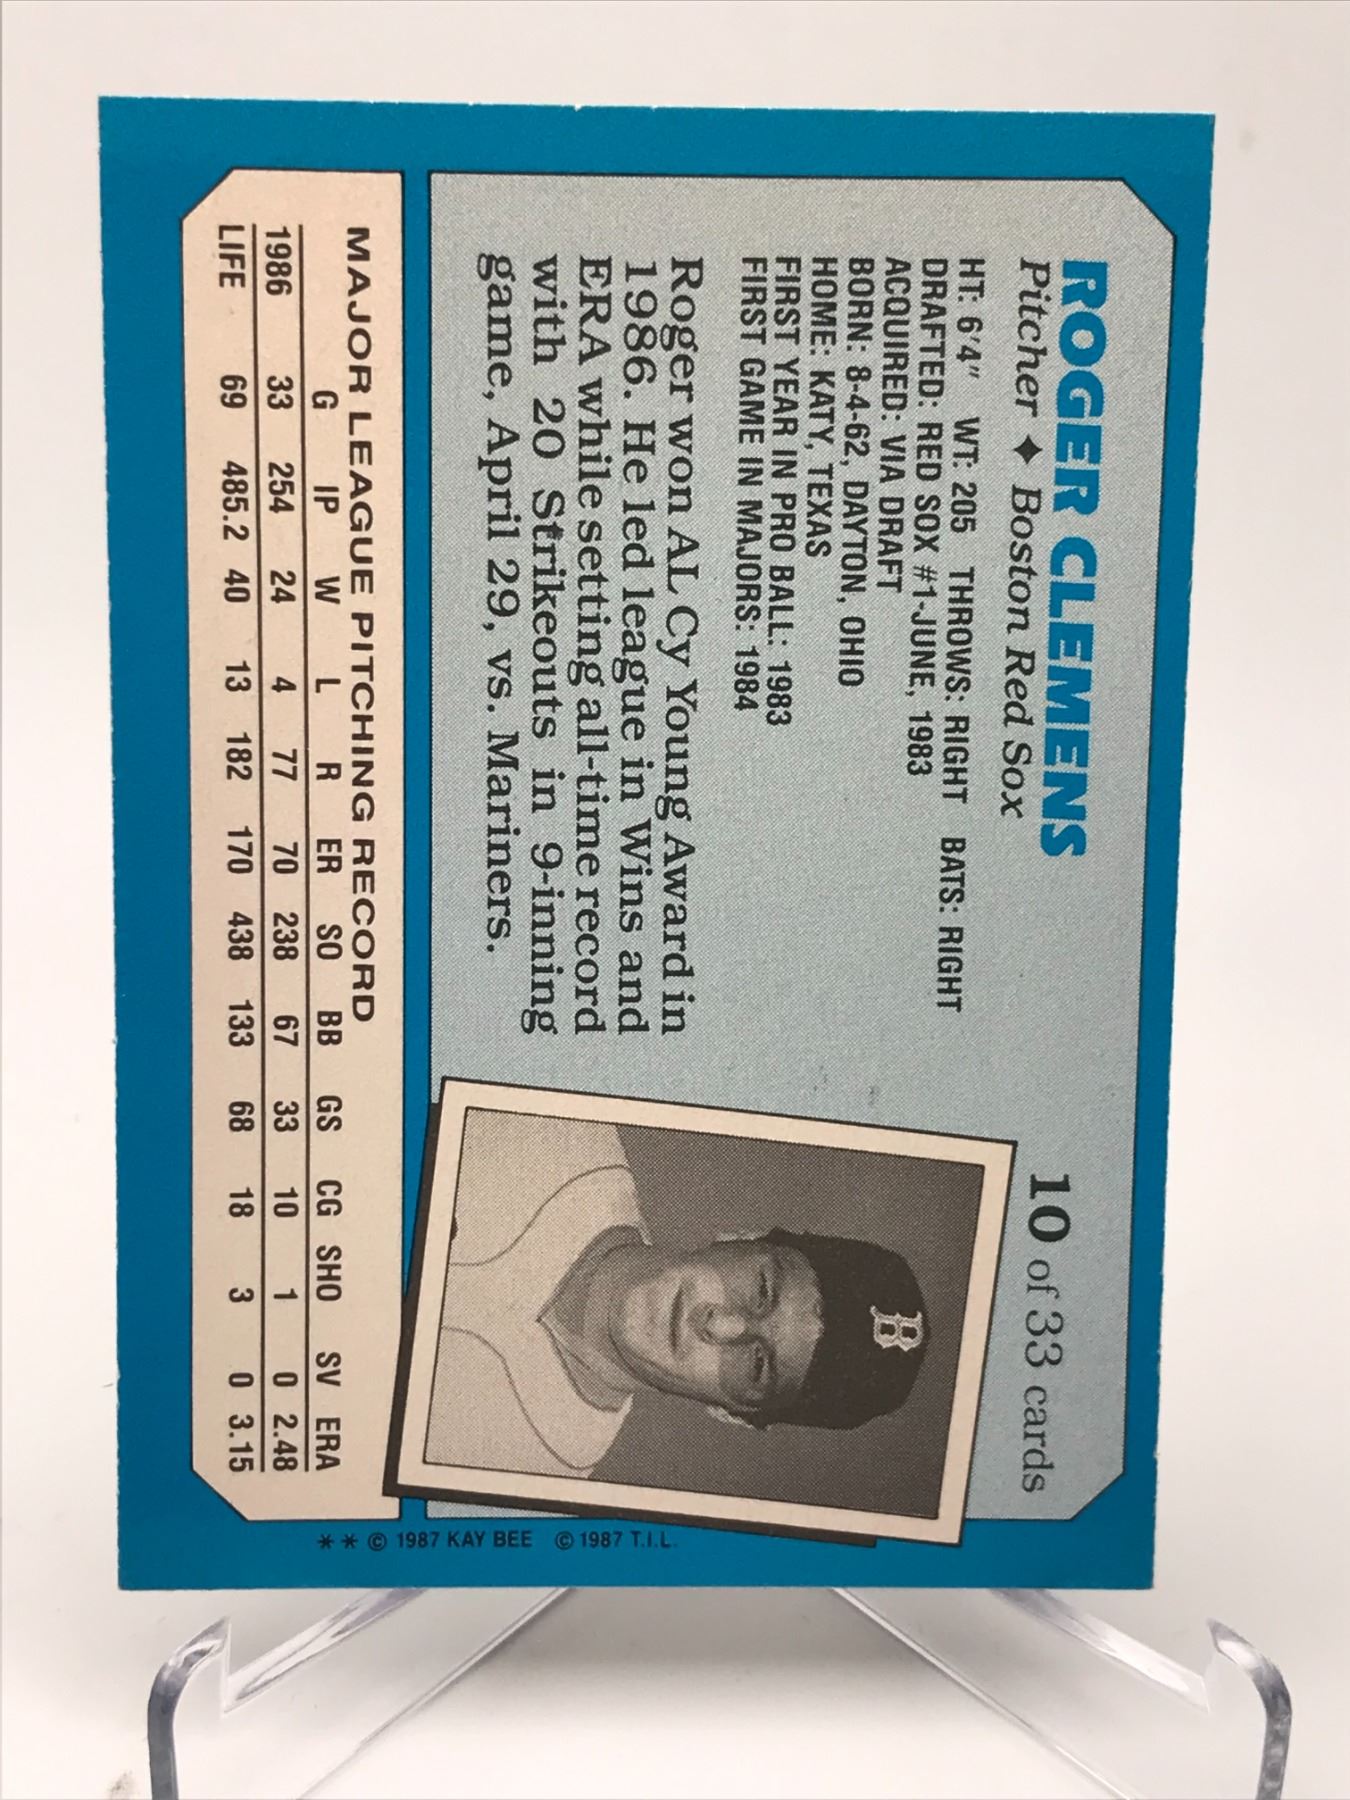 ROGER CLEMENS
Pitcher ✦ Boston Red Sox
10 of 33 cards
HT: 6'4" WT: 205 THROWS: RIGHT BATS: RIGHT
DRAFTED: RED SOX #1-JUNE, 1983
ACQUIRED: VIA DRAFT
BORN: 8-4-62, DAYTON, OHIO
HOME: KATY, TEXAS
FIRST YEAR IN PRO BALL: 1983
FIRST GAME IN MAJORS: 1984
Roger won AL Cy Young Award in
1986. He led league in Wins and
ERA while setting all-time record
with 20 Strikeouts in 9-inning
game, April 29, vs. Mariners.
B
MAJOR LEAGUE PITCHING RECORD
G IP W L R ER SO BB GS CG SHO SV ERA
1986 33 254 24 4 77 70 238 67 33 10 1 0 2.48
LIFE 69 485.2 40 13 182 170 438 133 68 18 3 0 3.15
** © 1987 KAY BEE © 1987 T.I.L.